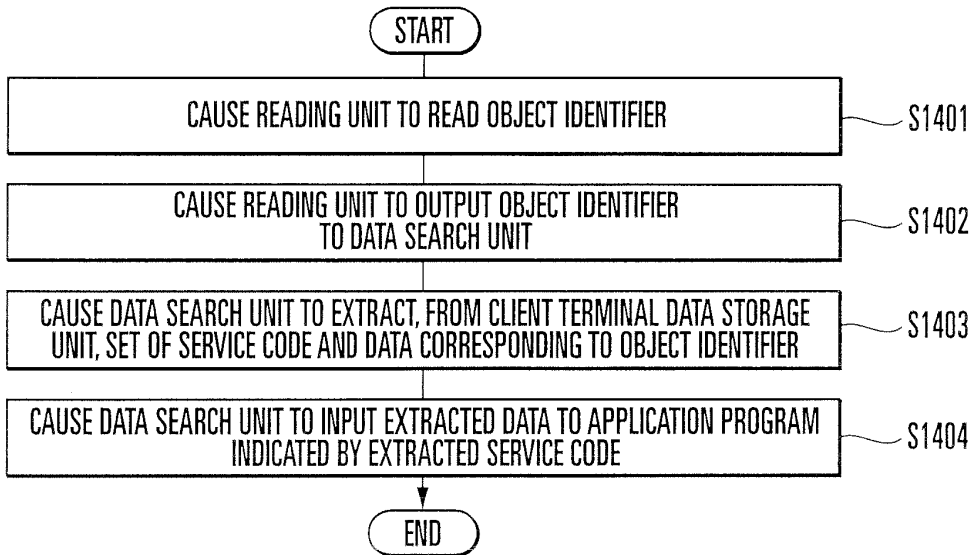 START
CAUSE READING UNIT TO READ OBJECT IDENTIFIER
S1401
CAUSE READING UNIT TO OUTPUT OBJECT IDENTIFIER
TO DATA SEARCH UNIT
S1402
CAUSE DATA SEARCH UNIT TO EXTRACT, FROM CLIENT TERMINAL DATA STORAGE
UNIT, SET OF SERVICE CODE AND DATA CORRESPONDING TO OBJECT IDENTIFIER
S1403
CAUSE DATA SEARCH UNIT TO INPUT EXTRACTED DATA TO APPLICATION PROGRAM
INDICATED BY EXTRACTED SERVICE CODE
S1404
END